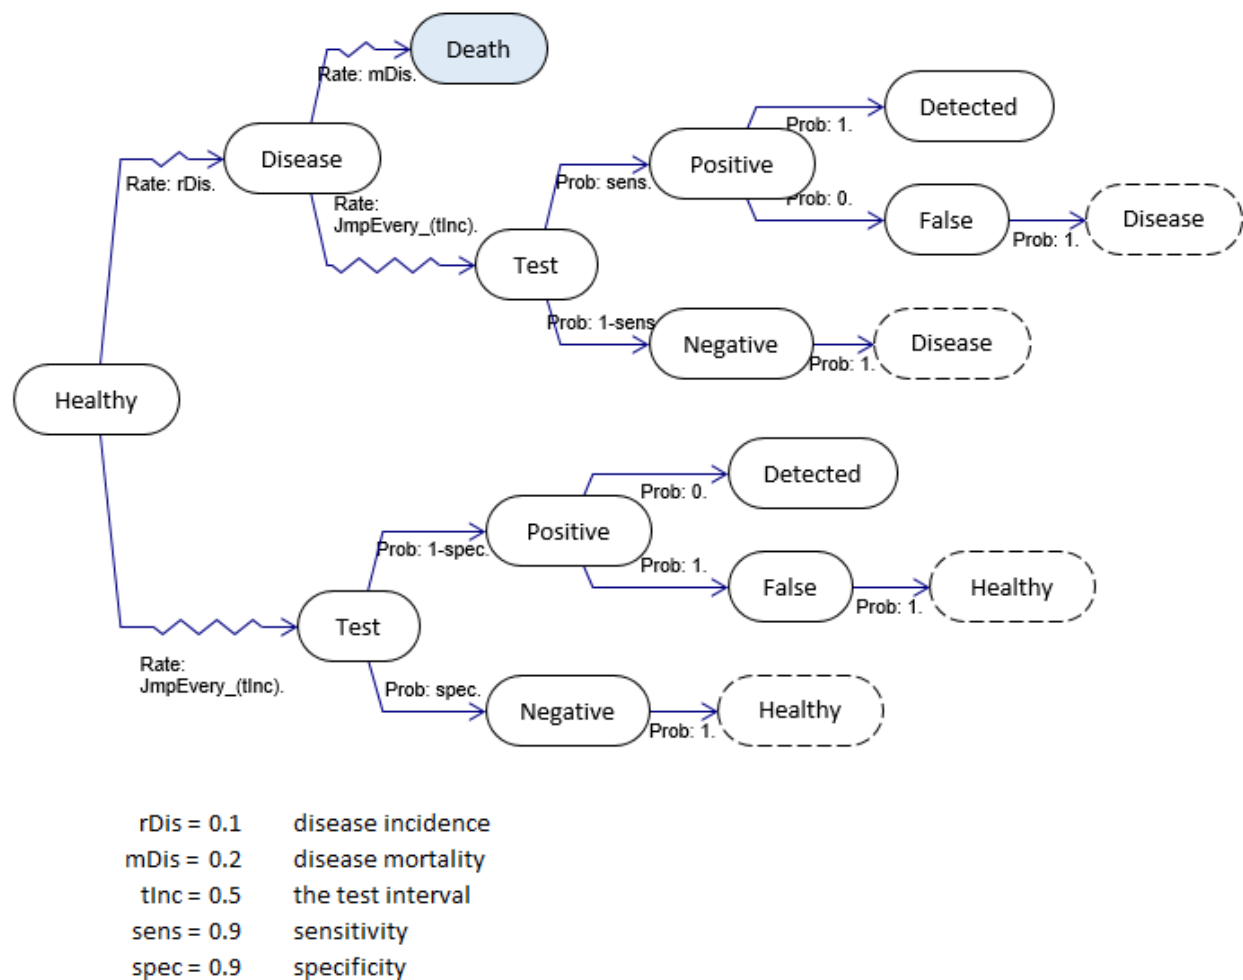 Death
Rate: mDis.
Disease
Rate: rDis.
Rate:
JmpEvery_(tInc).
Test
Prob: sens.
Positive
Prob: 1.
Detected
Prob: 0.
False
Prob: 1.
Disease
Prob: 1-sens
Negative
Prob: 1.
Disease
Healthy
Rate:
JmpEvery_(tInc).
Test
Prob: 1-spec.
Positive
Prob: 0.
Detected
Prob: 1.
False
Prob: 1.
Healthy
Prob: spec.
Negative
Prob: 1.
Healthy
rDis = 0.1 disease incidence
mDis = 0.2 disease mortality
tInc = 0.5 the test interval
sens = 0.9 sensitivity
spec = 0.9 specificity